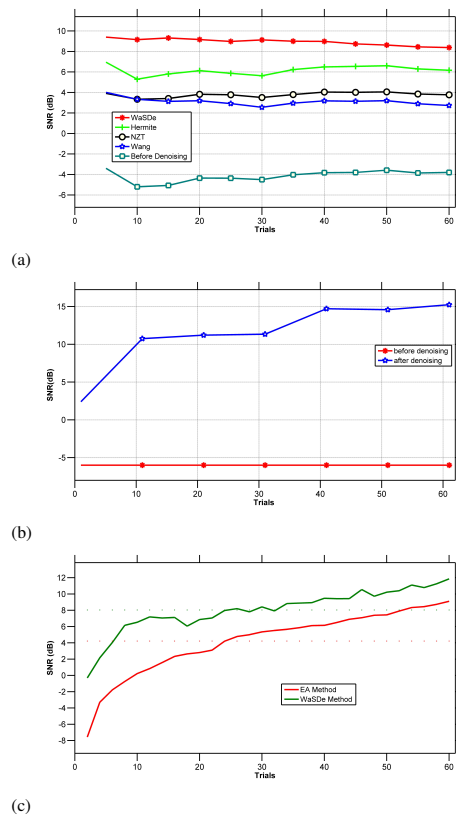 10
8
6
4
2
0
-2
-4
-6
SNR (dB)
WaSDe
Hermite
NZT
Wang
Before Denoising
0 10 20 30 40 50 60
Trials
(a)
15
10
5
0
-5
SNR(dB)
before denoising
after denoising
0 10 20 30 40 50 60
Trials
(b)
12
10
8
6
4
2
0
-2
-4
-6
-8
SNR (dB)
EA Method
WaSDe Method
0 10 20 30 40 50 60
Trials
(c)